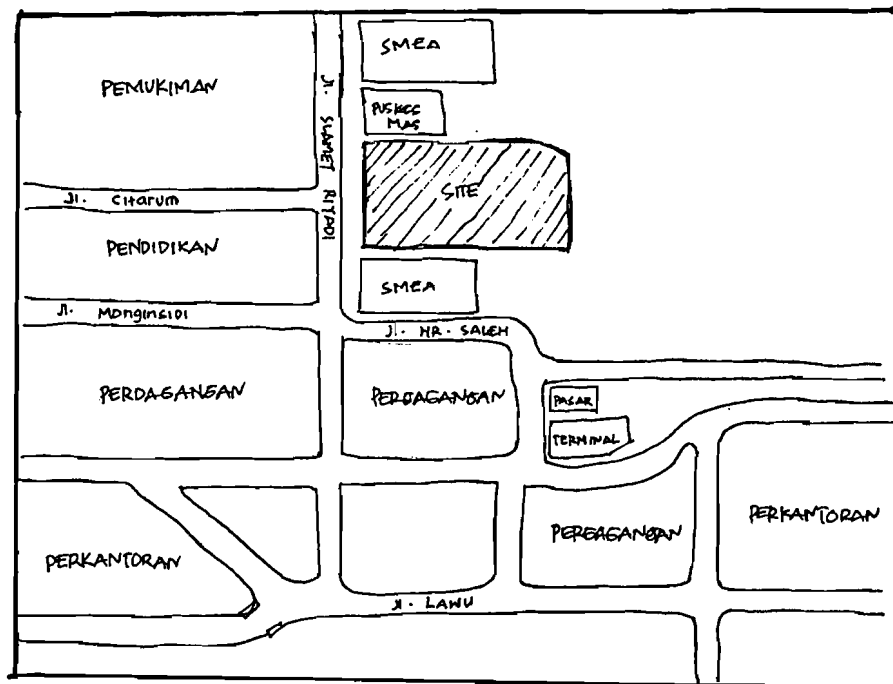 SMEA
PEMUKIMAN
PUSKES
MAS
Jl. SLAMET RIYADI
SITE
Jl. Citarum
PENDIDIKAN
SMEA
Jl. Monginsidi
Jl. HR. SALEH
PERDAGANGAN
PERDAGANGAN
PASAR
TERMINAL
PERKANTORAN
PERDAGANGAN
PERKANTORAN
Jl. LAWU